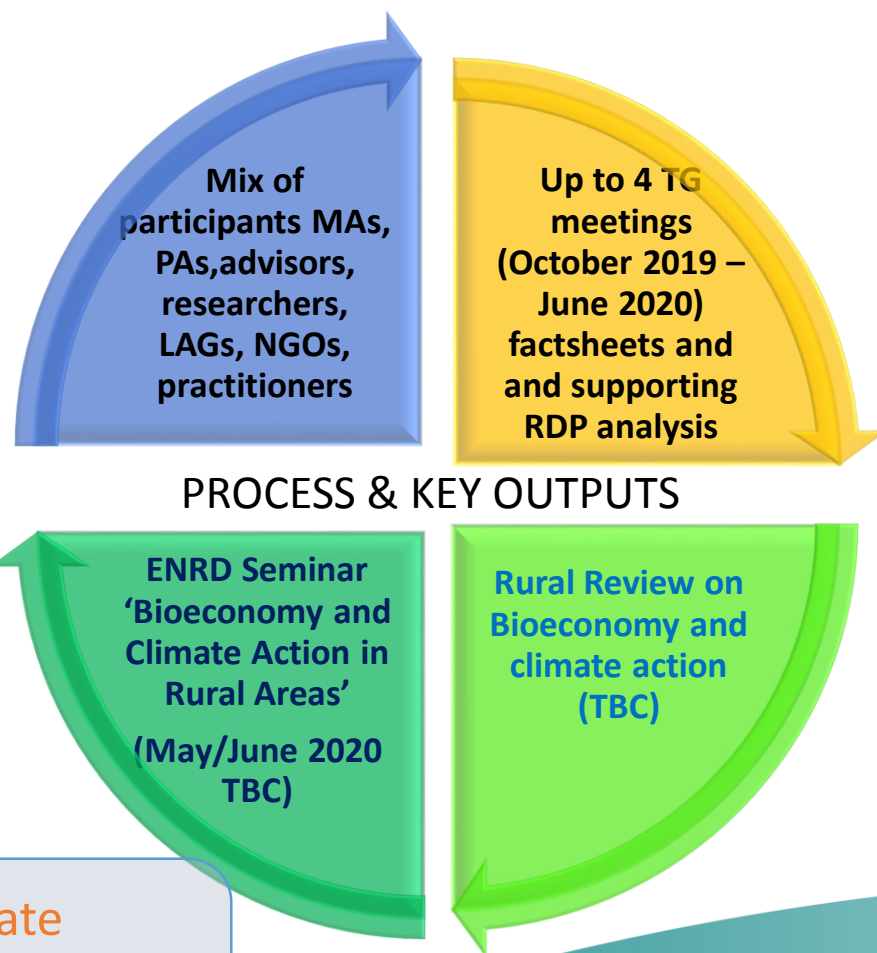 Mix of
participants MAs,
PAs,advisors,
researchers,
LAGs, NGOs,
practitioners
Up to 4 TG
meetings
(October 2019 –
June 2020)
factsheets and
and supporting
RDP analysis
PROCESS & KEY OUTPUTS
ENRD Seminar
‘Bioeconomy and
Climate Action in
Rural Areas’
(May/June 2020
TBC)
Rural Review on
Bioeconomy and
climate action
(TBC)
ate